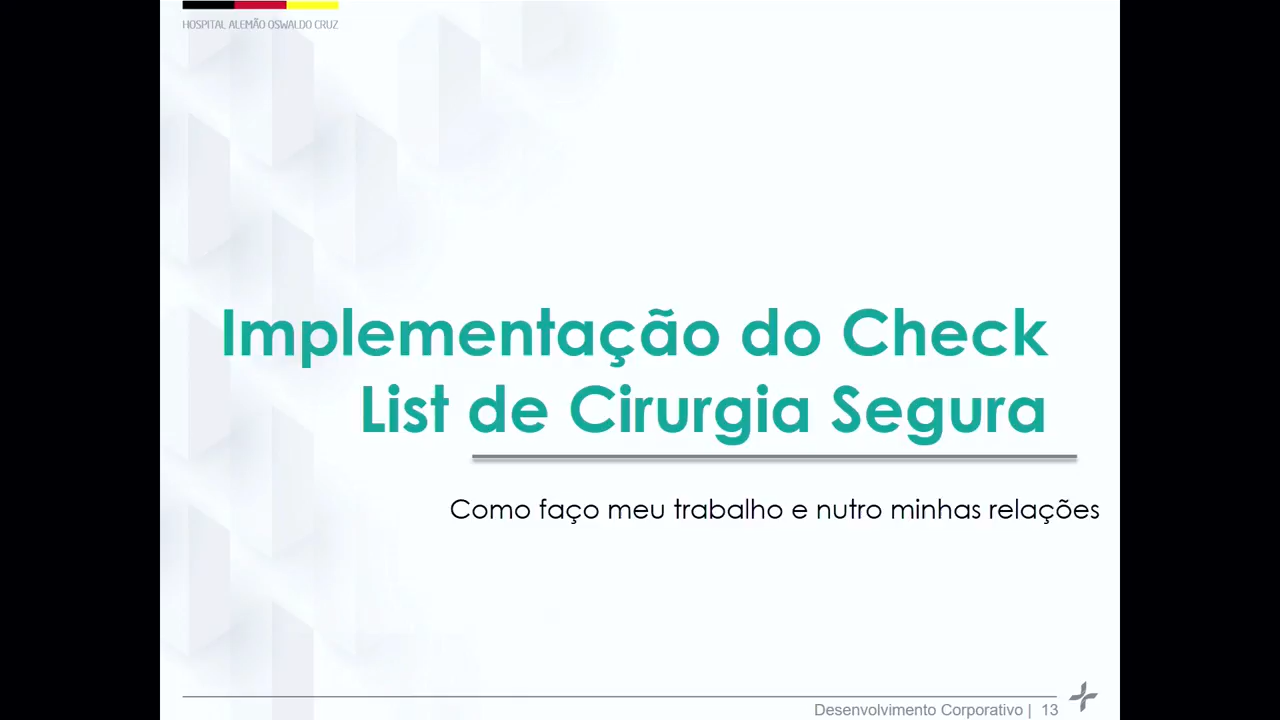 HOSPITAL ALEMÃO OSWALDO CRUZ
Implementação do Check
List de Cirurgia Segura
Como faço meu trabalho e nutro minhas relações
Desenvolvimento Corporativo | 13